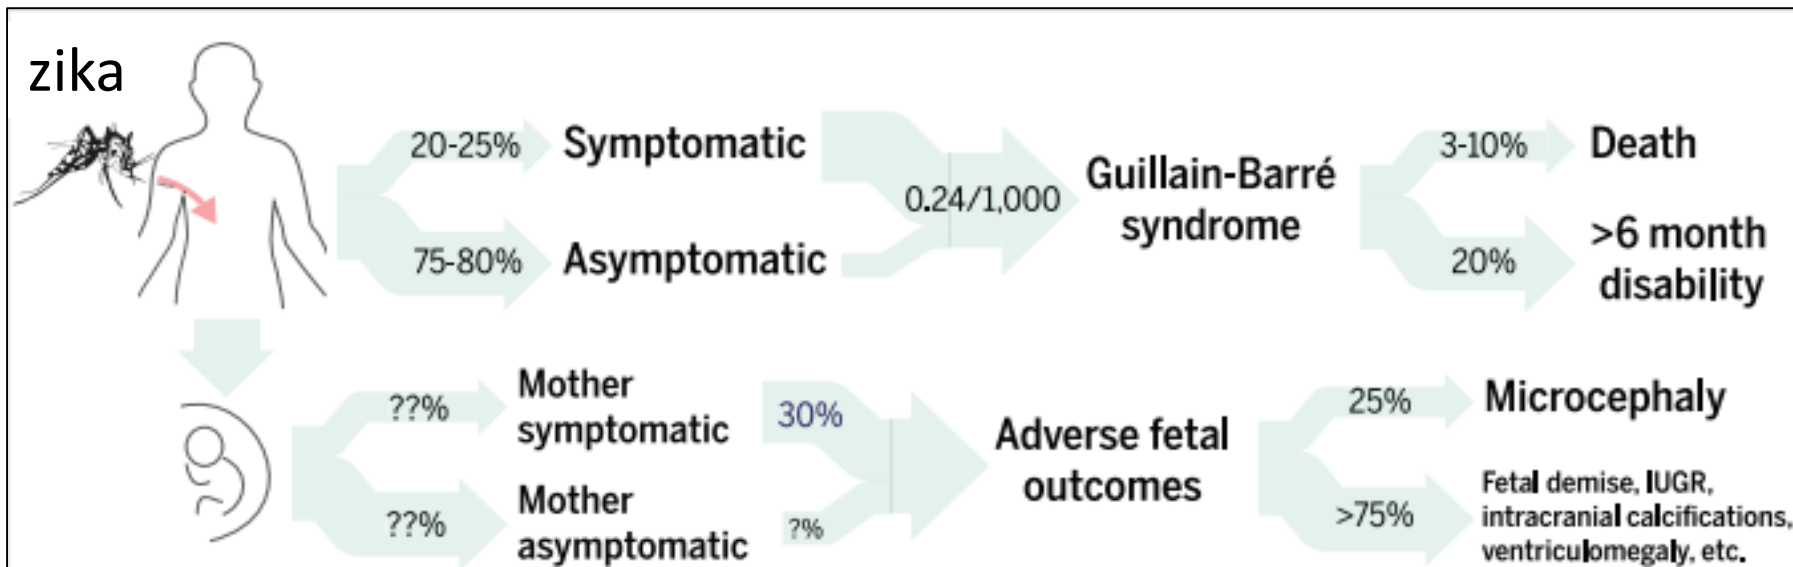 zika
20-25%
Symptomatic
75-80%
Asymptomatic
0.24/1,000
Guillain-Barré
syndrome
3-10%
Death
20%
>6 month
disability
??%
Mother
symptomatic
30%
??%
Mother
asymptomatic
?%
Adverse fetal
outcomes
25%
Microcephaly
>75%
Fetal demise, IUGR,
intracranial calcifications,
ventriculomegaly, etc.